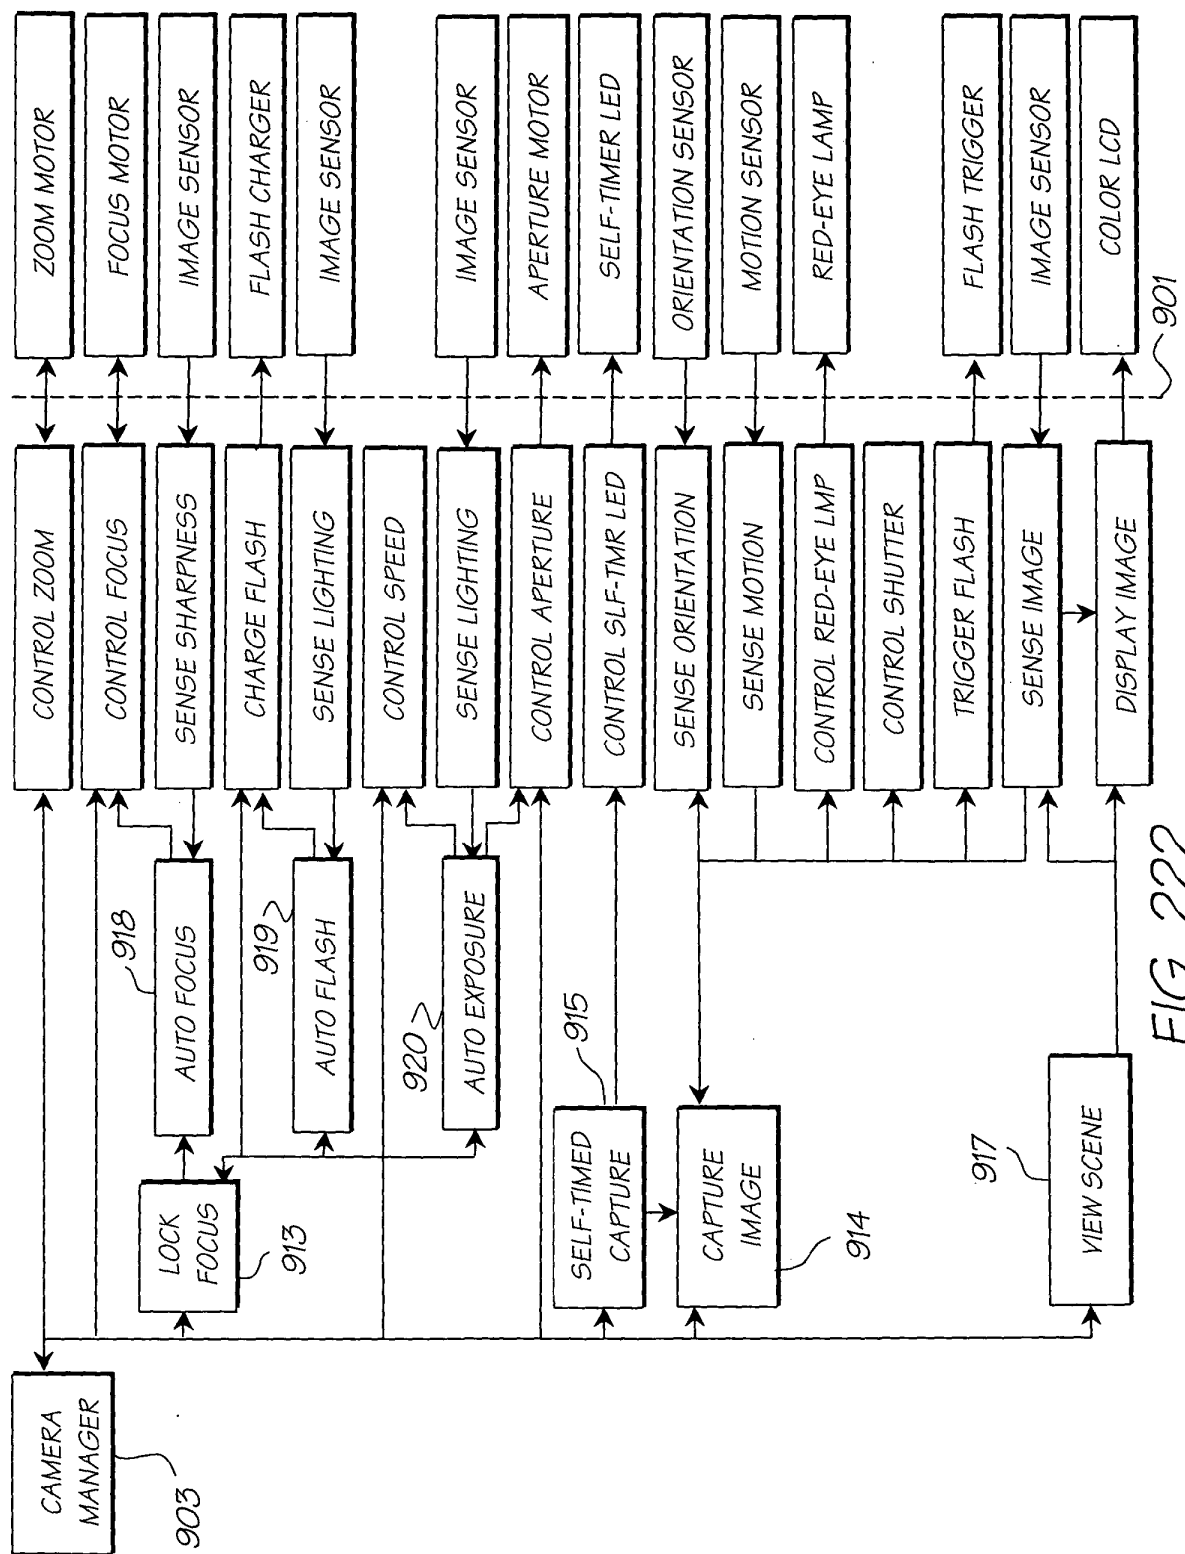 CAMERA
MANAGER
903
LOCK
FOCUS
913
SELF-TIMED
CAPTURE
915
CAPTURE
IMAGE
914
VIEW SCENE
917
AUTO FOCUS
918
AUTO FLASH
919
AUTO EXPOSURE
920
CONTROL ZOOM
CONTROL FOCUS
SENSE SHARPNESS
CHARGE FLASH
SENSE LIGHTING
CONTROL SPEED
SENSE LIGHTING
CONTROL APERTURE
CONTROL SLF-TMR LED
SENSE ORIENTATION
SENSE MOTION
CONTROL RED-EYE LMP
CONTROL SHUTTER
TRIGGER FLASH
SENSE IMAGE
DISPLAY IMAGE
ZOOM MOTOR
FOCUS MOTOR
IMAGE SENSOR
FLASH CHARGER
IMAGE SENSOR
IMAGE SENSOR
APERTURE MOTOR
SELF-TIMER LED
ORIENTATION SENSOR
MOTION SENSOR
RED-EYE LAMP
FLASH TRIGGER
IMAGE SENSOR
COLOR LCD
901
FIG. 222